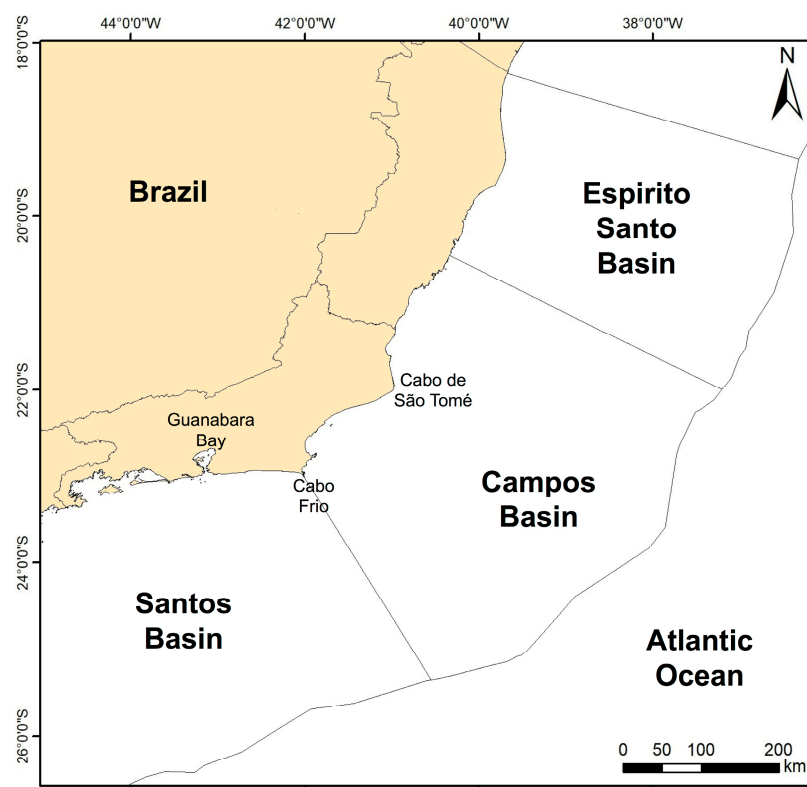 44°0'0"W
42°0'0"W
40°0'0"W
38°0'0"W
18°0'0"S
N
Brazil
Espirito
Santo
Basin
20°0'0"S
22°0'0"S
Cabo de
São Tomé
Guanabara
Bay
Cabo
Frio
Campos
Basin
24°0'0"S
Santos
Basin
Atlantic
Ocean
26°0'0"S
0 50 100 200
km